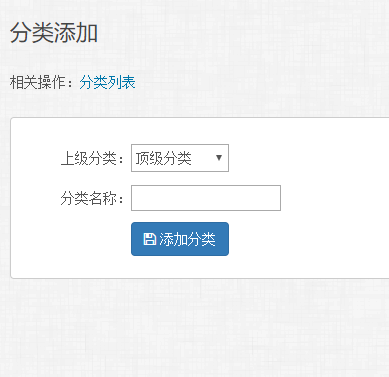 分类添加
相关操作：分类列表
上级分类：顶级分类
分类名称：
添加分类